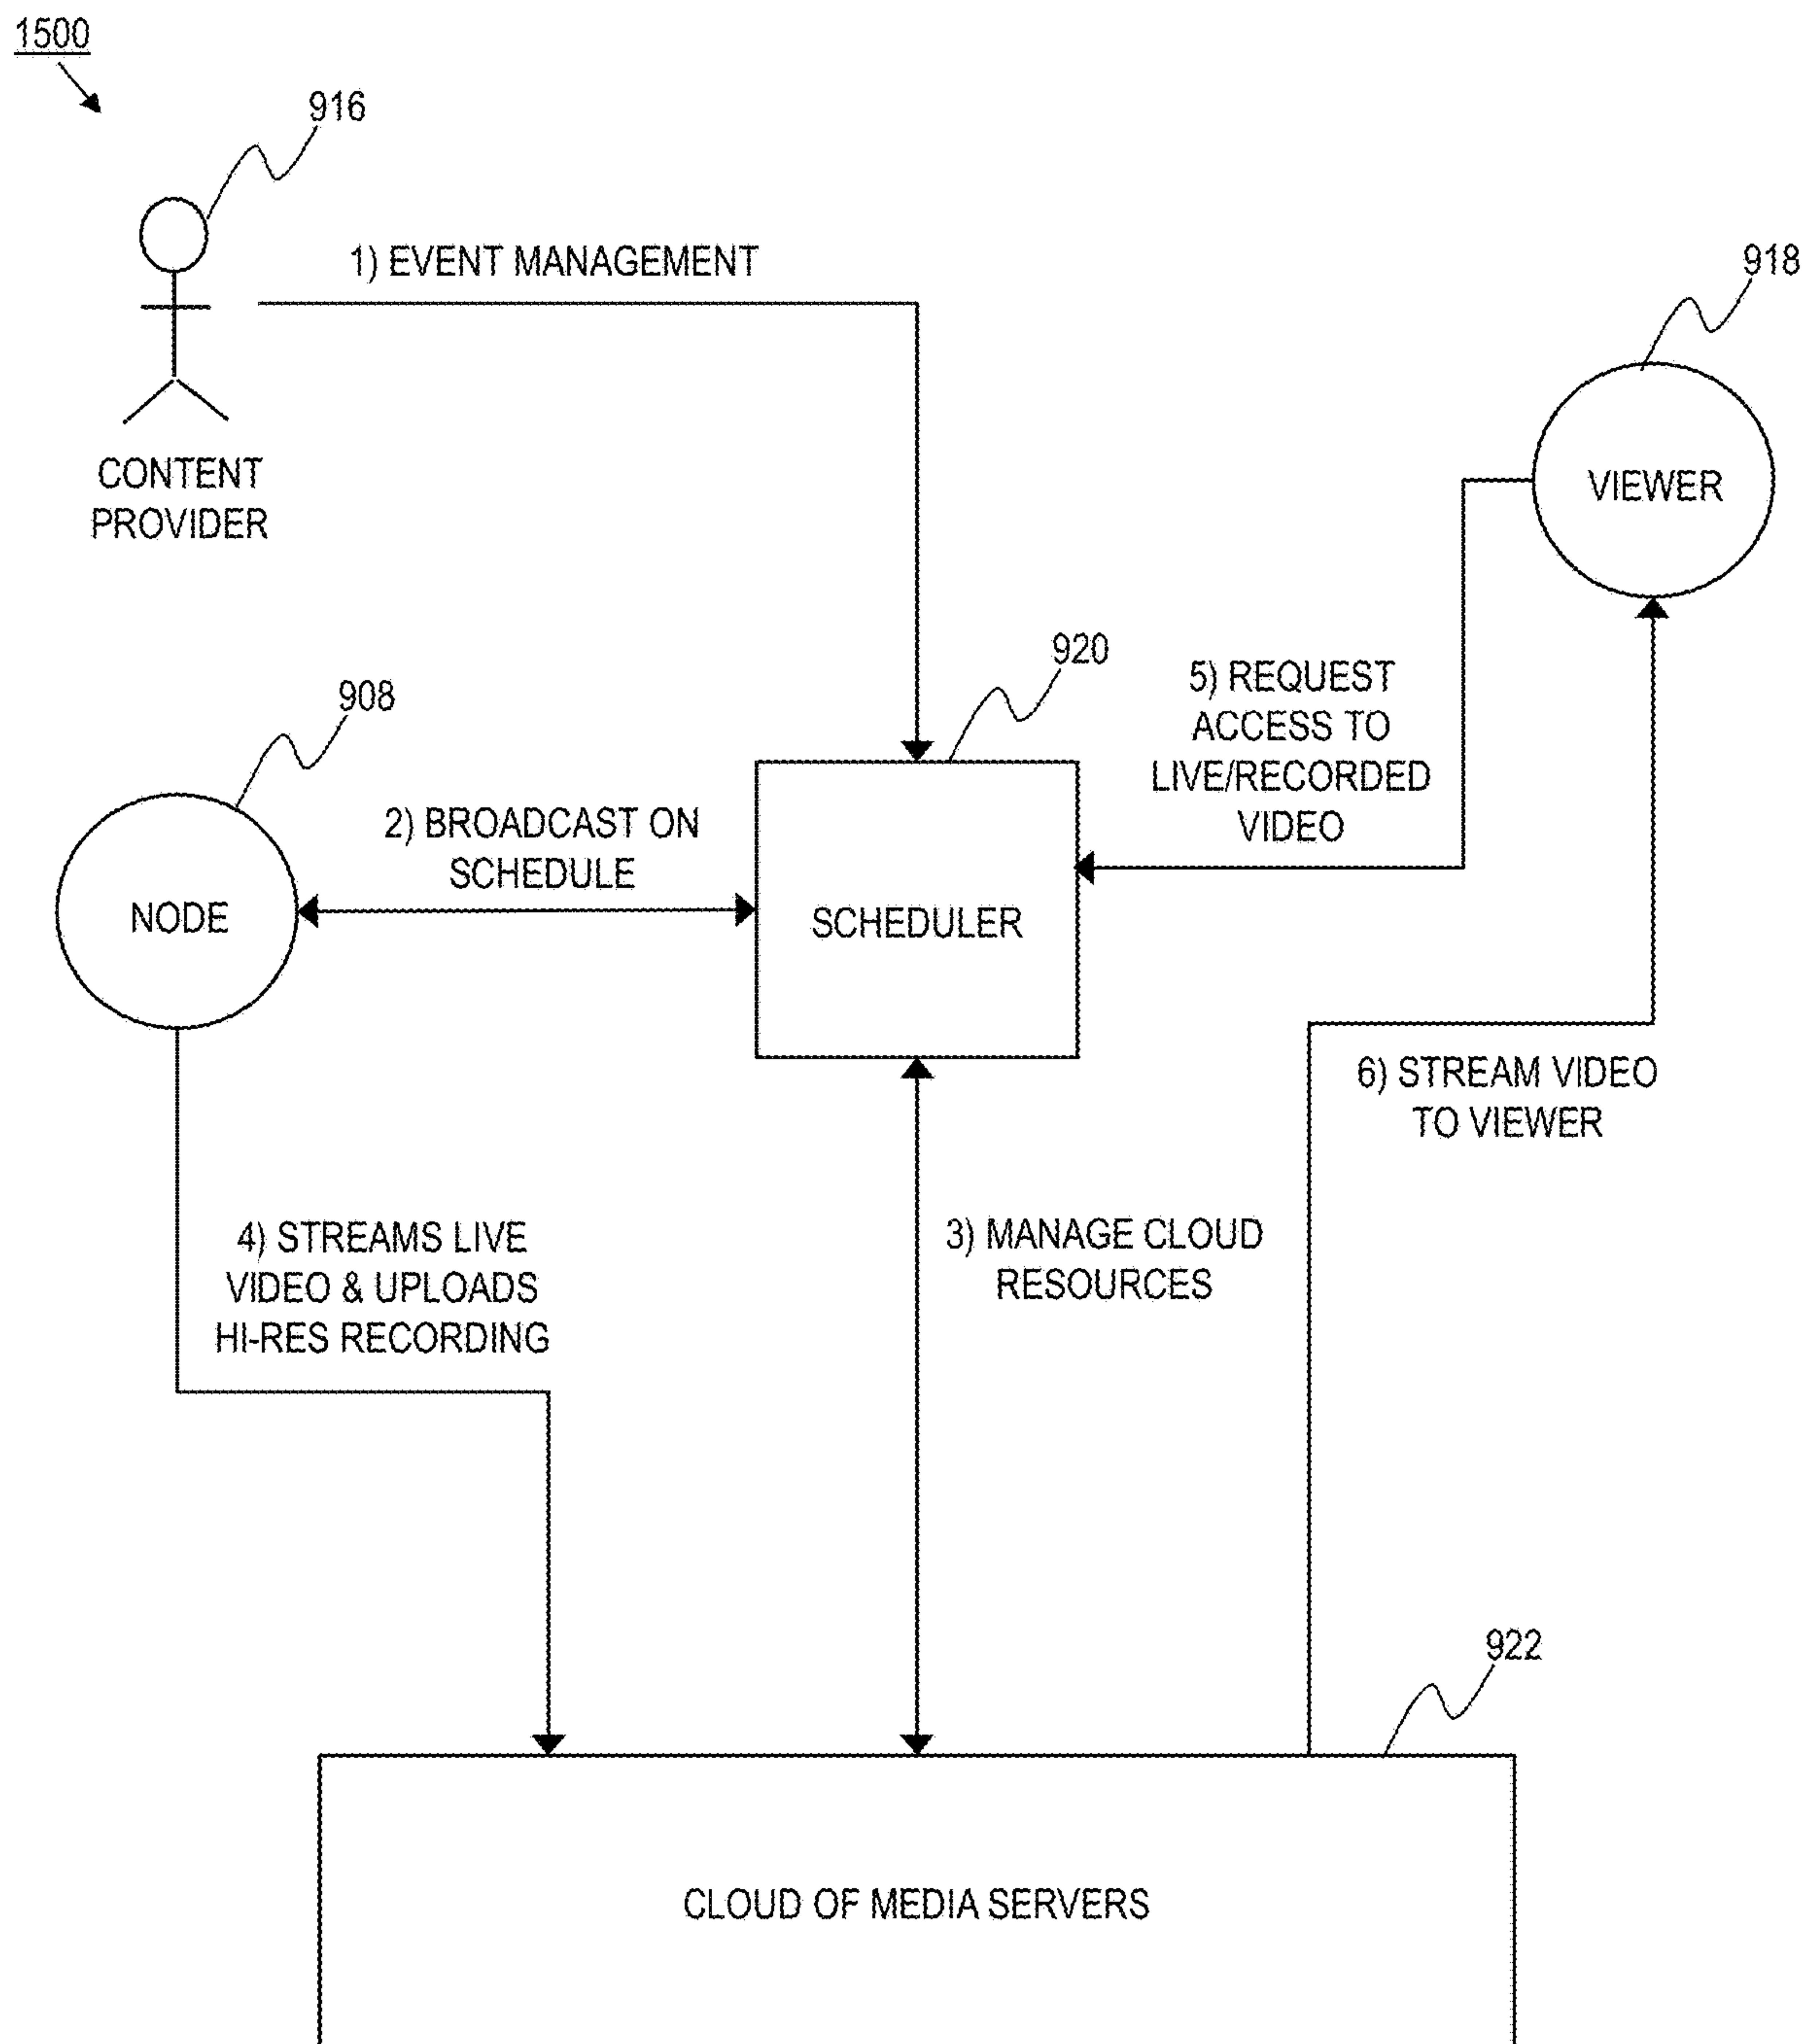 1500
916
1) EVENT MANAGEMENT
918
CONTENT
PROVIDER
VIEWER
920
5) REQUEST
ACCESS TO
LIVE/RECORDED
VIDEO
908
2) BROADCAST ON
SCHEDULE
NODE
SCHEDULER
6) STREAM VIDEO
TO VIEWER
4) STREAMS LIVE
VIDEO & UPLOADS
HI-RES RECORDING
3) MANAGE CLOUD
RESOURCES
922
CLOUD OF MEDIA SERVERS